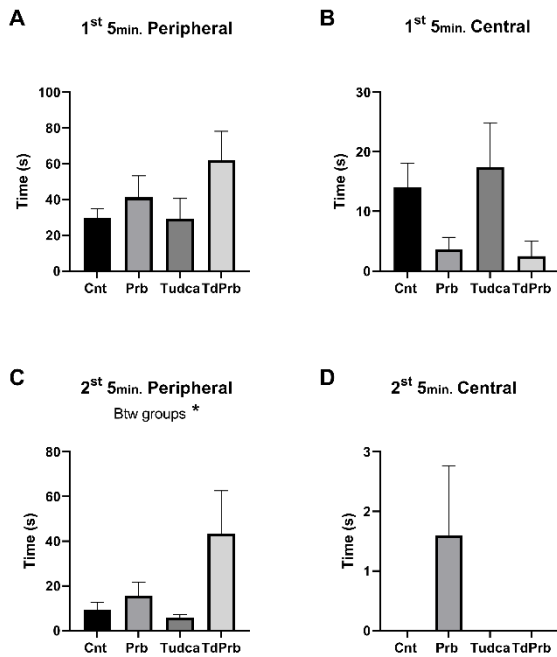 A
1st 5min. Peripheral
Time (s)
100
80
60
40
20
0
Cnt Prb Tudca TdPrb
B
1st 5min. Central
Time (s)
30
20
10
0
Cnt Prb Tudca TdPrb
C
2st 5min. Peripheral
Btw groups *
Time (s)
80
60
40
20
0
Cnt Prb Tudca TdPrb
D
2st 5min. Central
Time (s)
3
2
1
0
Cnt Prb Tudca TdPrb